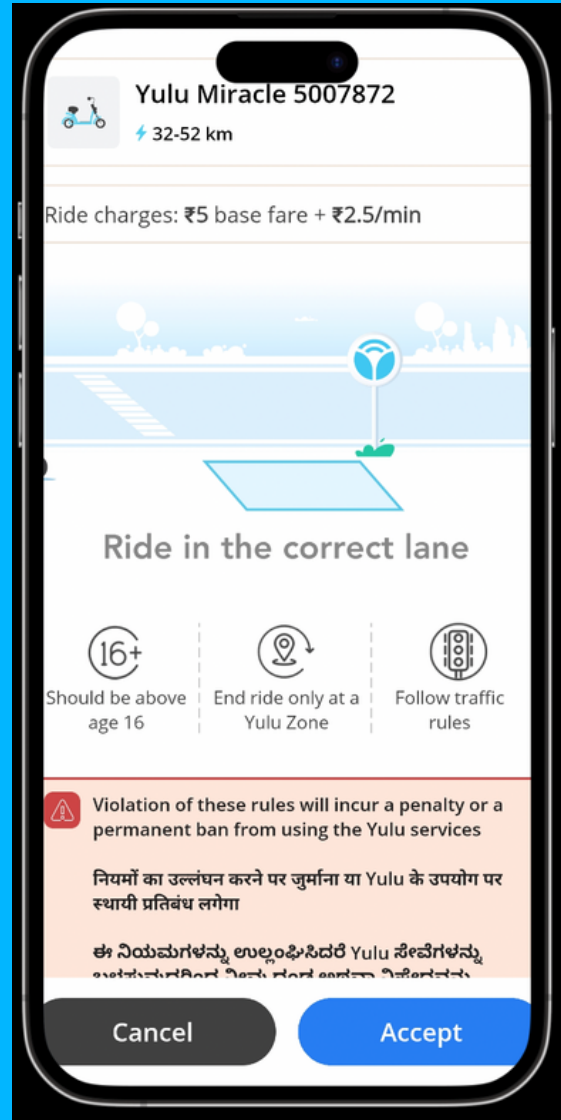 Yulu Miracle 5007872
32-52 km
Ride charges: ₹5 base fare + ₹2.5/min
Ride in the correct lane
16+
Should be above
age 16
End ride only at a
Yulu Zone
Follow traffic
rules
Violation of these rules will incur a penalty or a
permanent ban from using the Yulu services
नियमों का उल्लंघन करने पर जुर्माना या Yulu के उपयोग पर
स्थायी प्रतिबंध लगेगा
ಈ ನಿಯಮಗಳನ್ನು ಉಲ್ಲಂಘಿಸಿದರೆ Yulu ಸೇವೆಗಳನ್ನು
Cancel
Accept